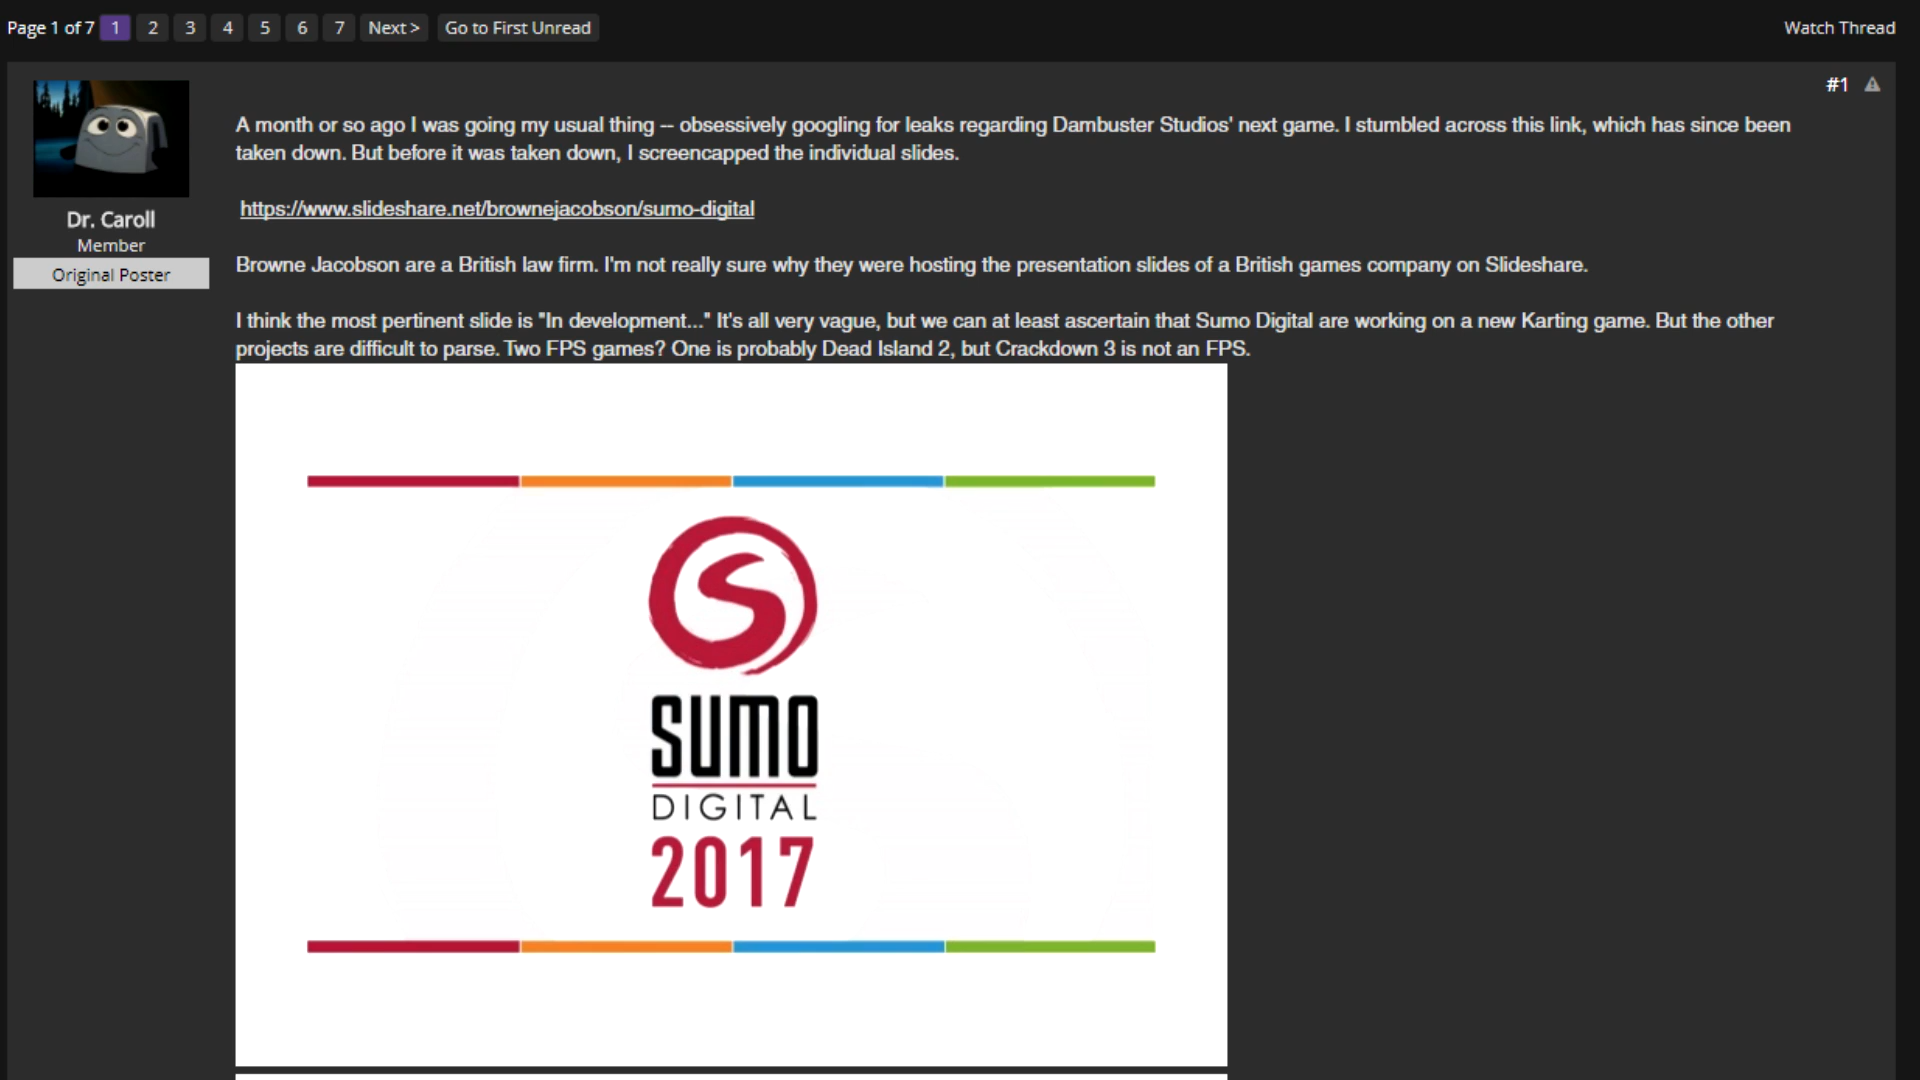 Page 1 of 7 1 2 3 4 5 6 7 Next > Go to First Unread Watch Thread
#1
Dr. Caroll
Member
Original Poster
A month or so ago I was going my usual thing -- obsessively googling for leaks regarding Dambuster Studios' next game. I stumbled across this link, which has since been
taken down. But before it was taken down, I screencapped the individual slides.
https://www.slideshare.net/brownejacobson/sumo-digital
Browne Jacobson are a British law firm. I'm not really sure why they were hosting the presentation slides of a British games company on Slideshare.
I think the most pertinent slide is "In development..." It's all very vague, but we can at least ascertain that Sumo Digital are working on a new Karting game. But the other
projects are difficult to parse. Two FPS games? One is probably Dead Island 2, but Crackdown 3 is not an FPS.
S
SUMO
DIGITAL
2017